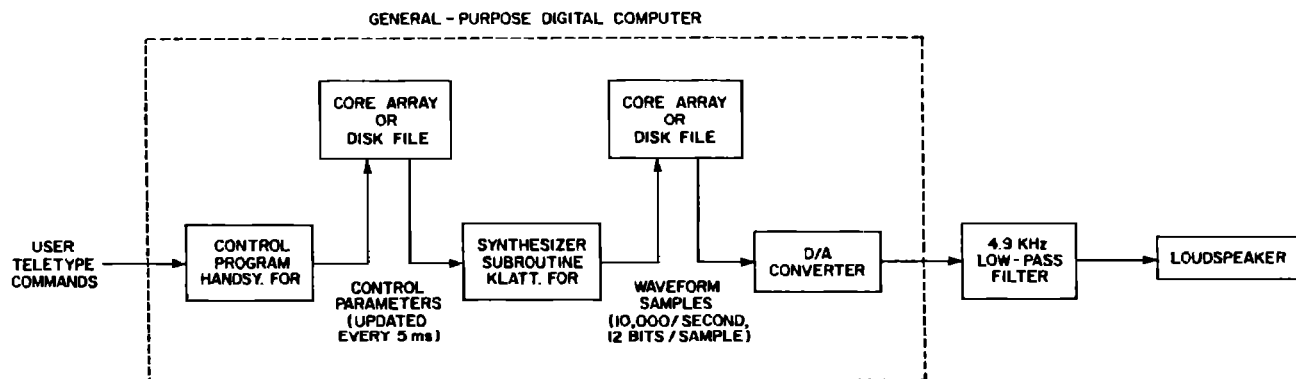 GENERAL-PURPOSE DIGITAL COMPUTER
CORE ARRAY
OR
DISK FILE
CORE ARRAY
OR
DISK FILE
USER
TELETYPE
COMMANDS
CONTROL
PROGRAM
HANDSY. FOR
CONTROL
PARAMETERS
(UPDATED
EVERY 5 ms)
SYNTHESIZER
SUBROUTINE
KLATT. FOR
WAVEFORM
SAMPLES
(10,000/SECOND,
12 BITS/SAMPLE)
D/A
CONVERTER
4.9 KHz
LOW-PASS
FILTER
LOUDSPEAKER